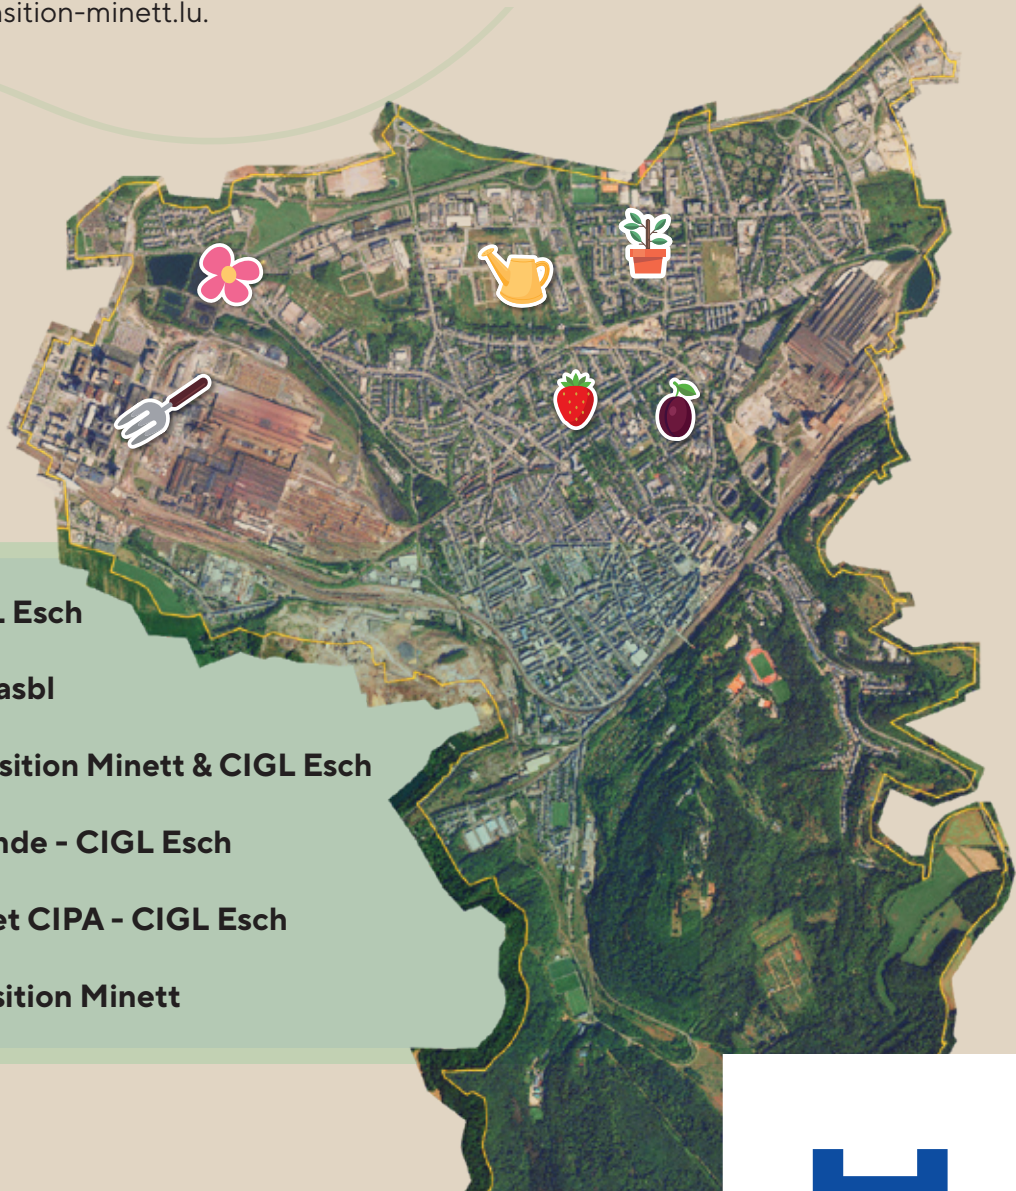 sition-minett.lu.
Esch
asbl
sition Minett & CIGL Esch
nde - CIGL Esch
et CIPA - CIGL Esch
sition Minett